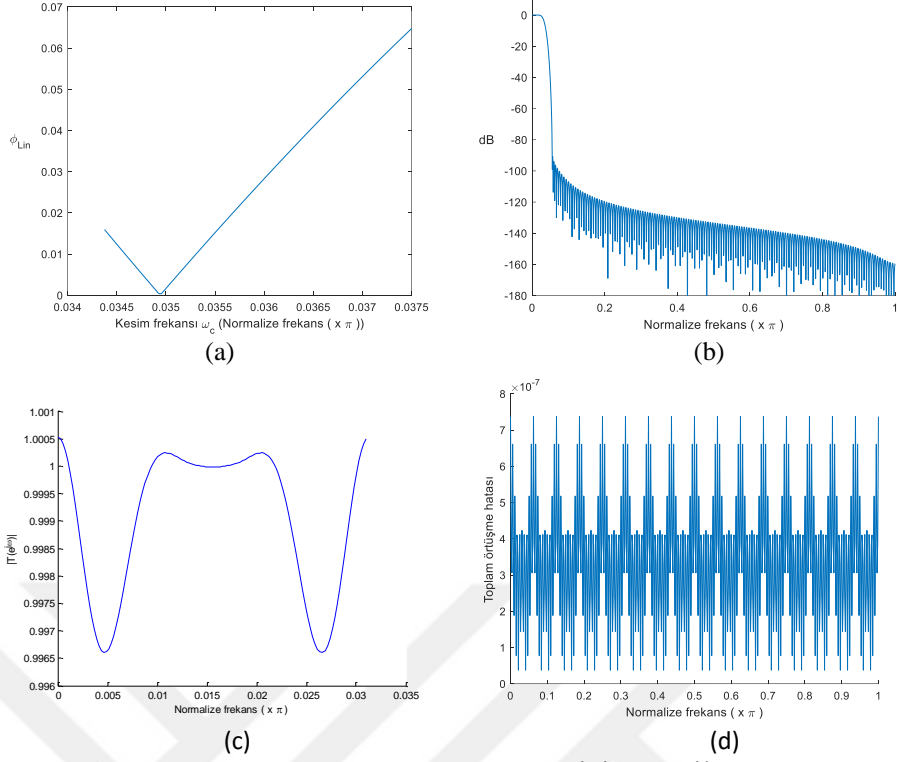 0.07
0.06
0.05
0.04
0.03
0.02
0.01
0
ϕLin
0.034 0.0345 0.035 0.0355 0.036 0.0365 0.037 0.0375
Kesim frekansı ωc (Normalize frekans ( x π ))
(a)
0
-20
-40
-60
-80
-100
-120
-140
-160
-180
dB
0 0.2 0.4 0.6 0.8 1
Normalize frekans ( x π )
(b)
1.001
1.0005
1
0.9995
0.999
0.9985
0.998
0.9975
0.997
0.9965
0.996
|T(e^jω)|
0 0.005 0.01 0.015 0.02 0.025 0.03 0.035
Normalize frekans ( x π)
(c)
×10^-7
8
7
6
5
4
3
2
1
0
Toplam örtüşme hatası
0 0.1 0.2 0.3 0.4 0.5 0.6 0.7 0.8 0.9 1
Normalize frekans ( x π )
(d)